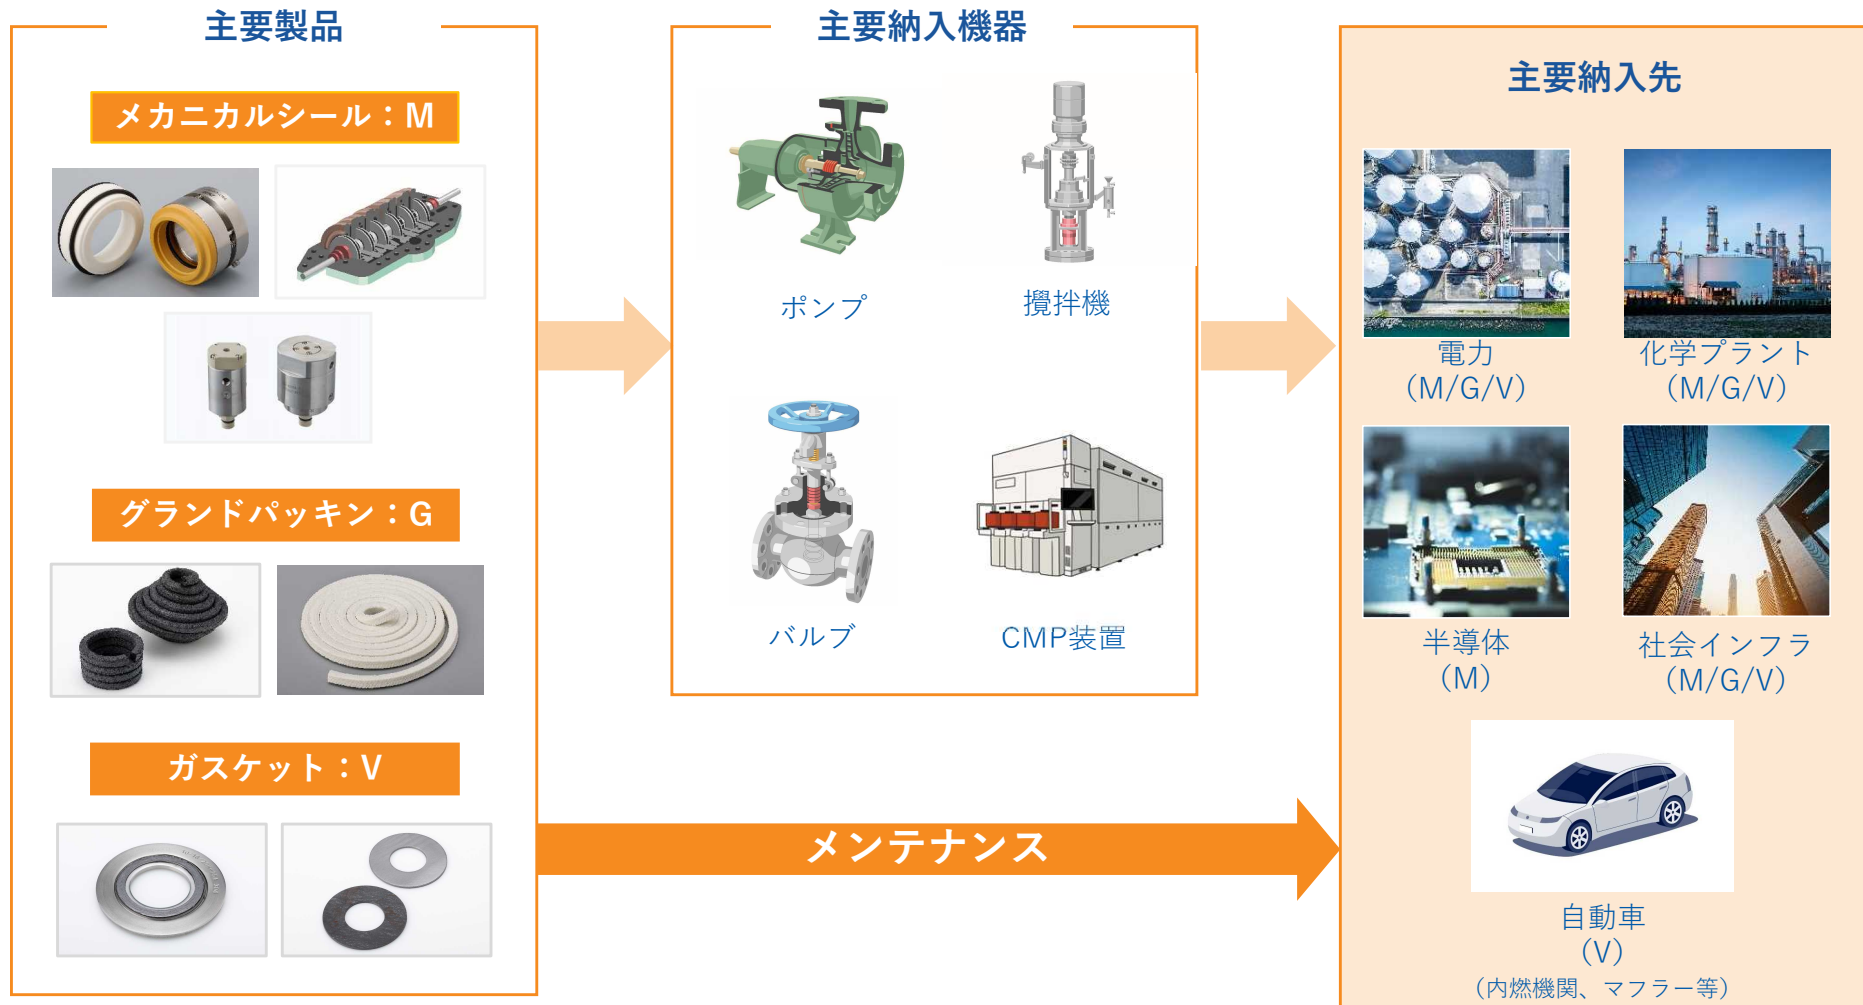 主要製品
メカニカルシール：M
グランドパッキン：G
ガスケット：V
主要納入機器
ポンプ
攪拌機
バルブ
CMP装置
メンテナンス
主要納入先
電力
（M/G/V）
化学プラント
（M/G/V）
半導体
（M）
社会インフラ
（M/G/V）
自動車
（V）
（内燃機関、マフラー等）